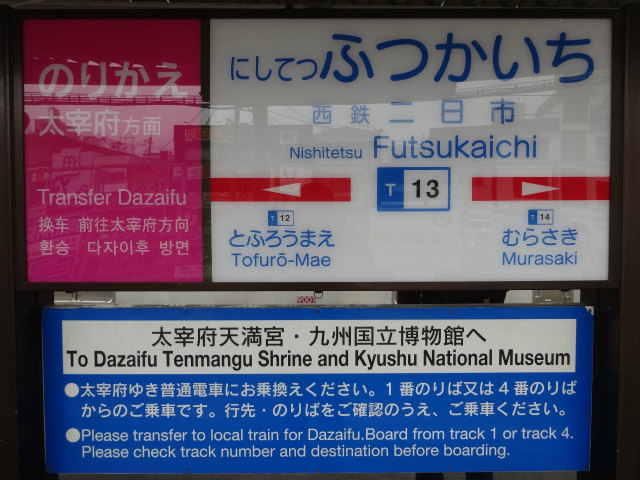 のりかえ
太宰府方面
Transfer Dazaifu
换车 前往太宰府方向
환승 다자이후 방면
にしてつふつかいち
西鉄二日市
Nishitetsu Futsukaichi
T 13
T 12
とふろうまえ
Tofurō-Mae
T 14
むらさき
Murasaki
9001
太宰府天満宮・九州国立博物館へ
To Dazaifu Tenmangu Shrine and Kyushu National Museum
●太宰府ゆき普通電車にお乗換えください。1番のりば又は4番のりば
からのご乗車です。行先・のりばをご確認のうえ、ご乗車ください。
●Please transfer to local train for Dazaifu.Board from track 1 or track 4.
Please check track number and destination before boarding.